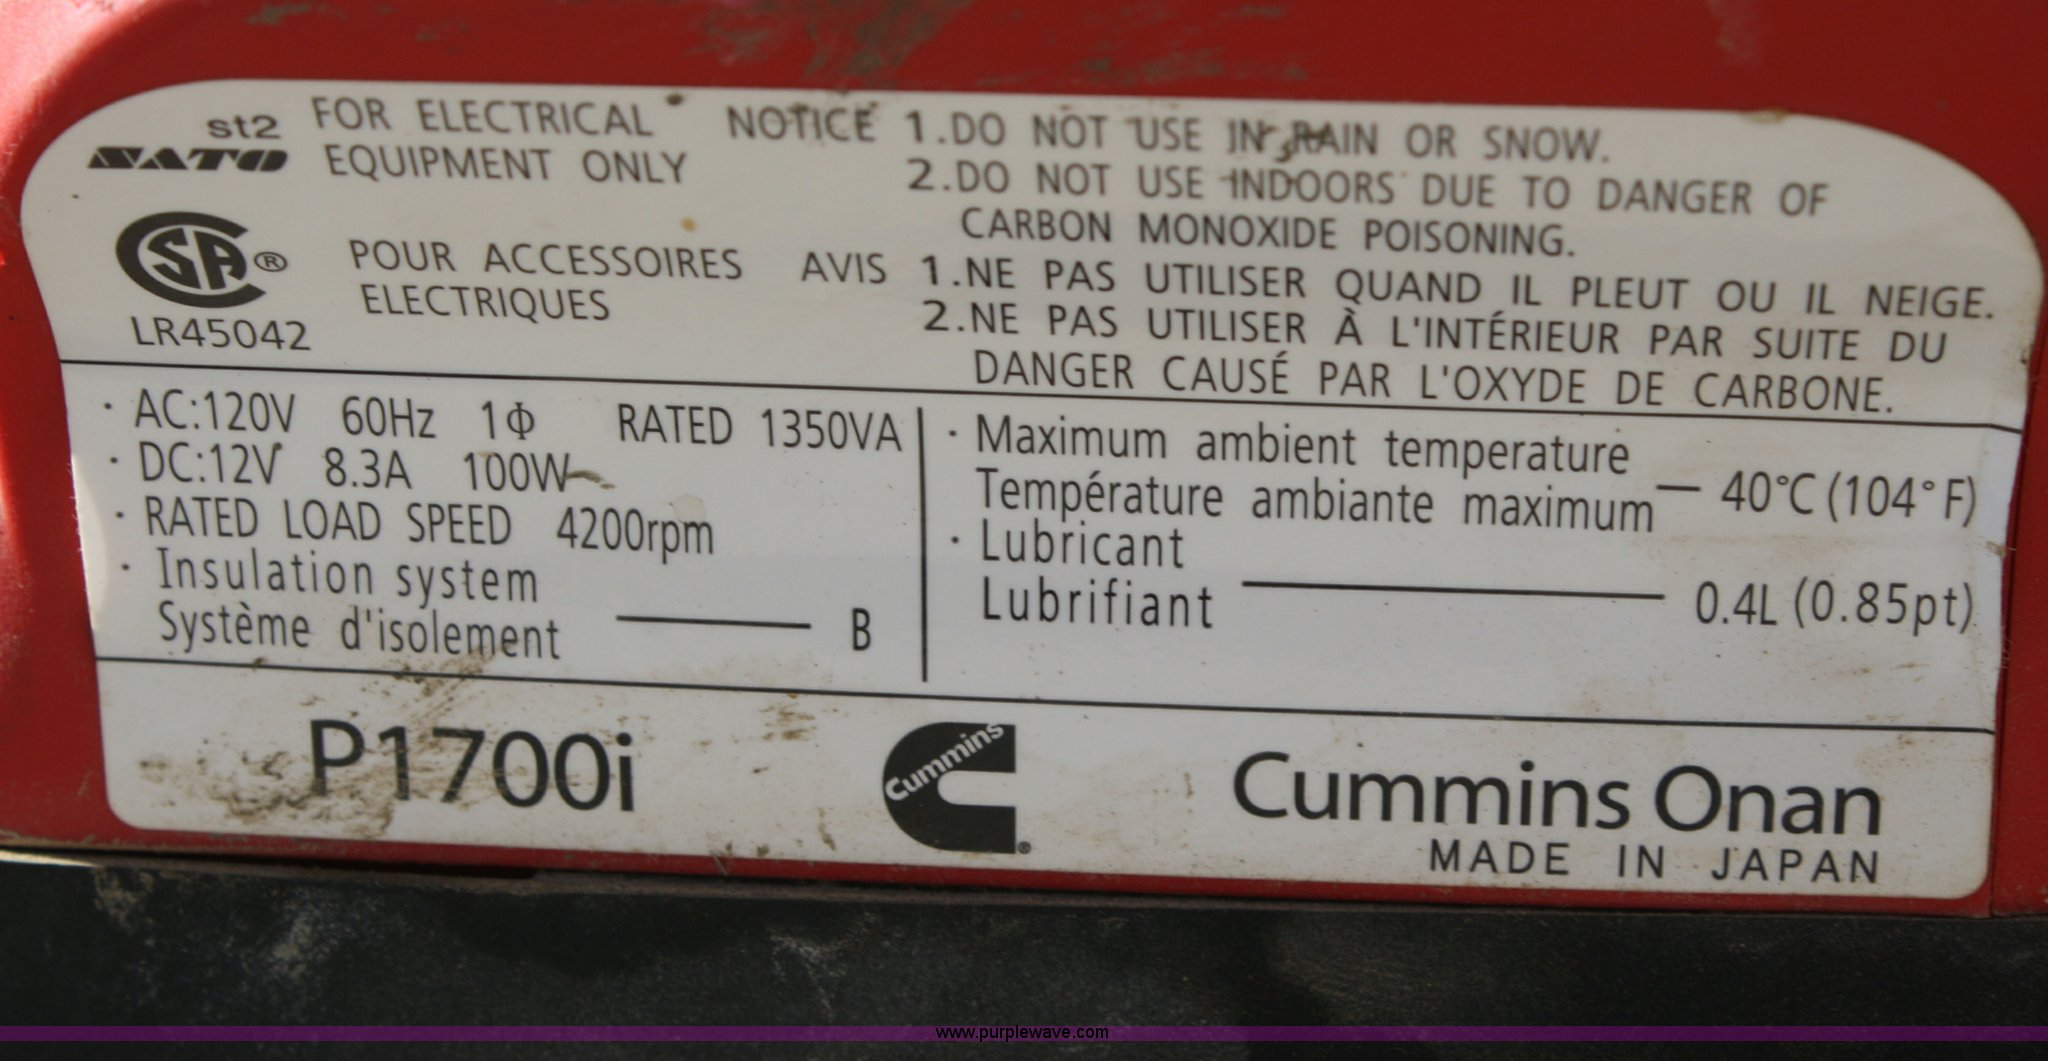 st2
SATO
FOR ELECTRICAL
EQUIPMENT ONLY
NOTICE 1.DO NOT USE IN RAIN OR SNOW.
2.DO NOT USE INDOORS DUE TO DANGER OF
CARBON MONOXIDE POISONING.
CSA®
LR45042
POUR ACCESSOIRES
ELECTRIQUES
AVIS 1.NE PAS UTILISER QUAND IL PLEUT OU IL NEIGE.
2.NE PAS UTILISER À L'INTÉRIEUR PAR SUITE DU
DANGER CAUSÉ PAR L'OXYDE DE CARBONE.
· AC:120V 60Hz 1Φ RATED 1350VA
· DC:12V 8.3A 100W
· RATED LOAD SPEED 4200rpm
· Insulation system
Système d'isolement — B
· Maximum ambient temperature
Température ambiante maximum — 40°C (104°F)
· Lubricant
Lubrifiant — 0.4L (0.85pt)
P1700i
Cummins®
Cummins Onan
MADE IN JAPAN
www.purplewave.com